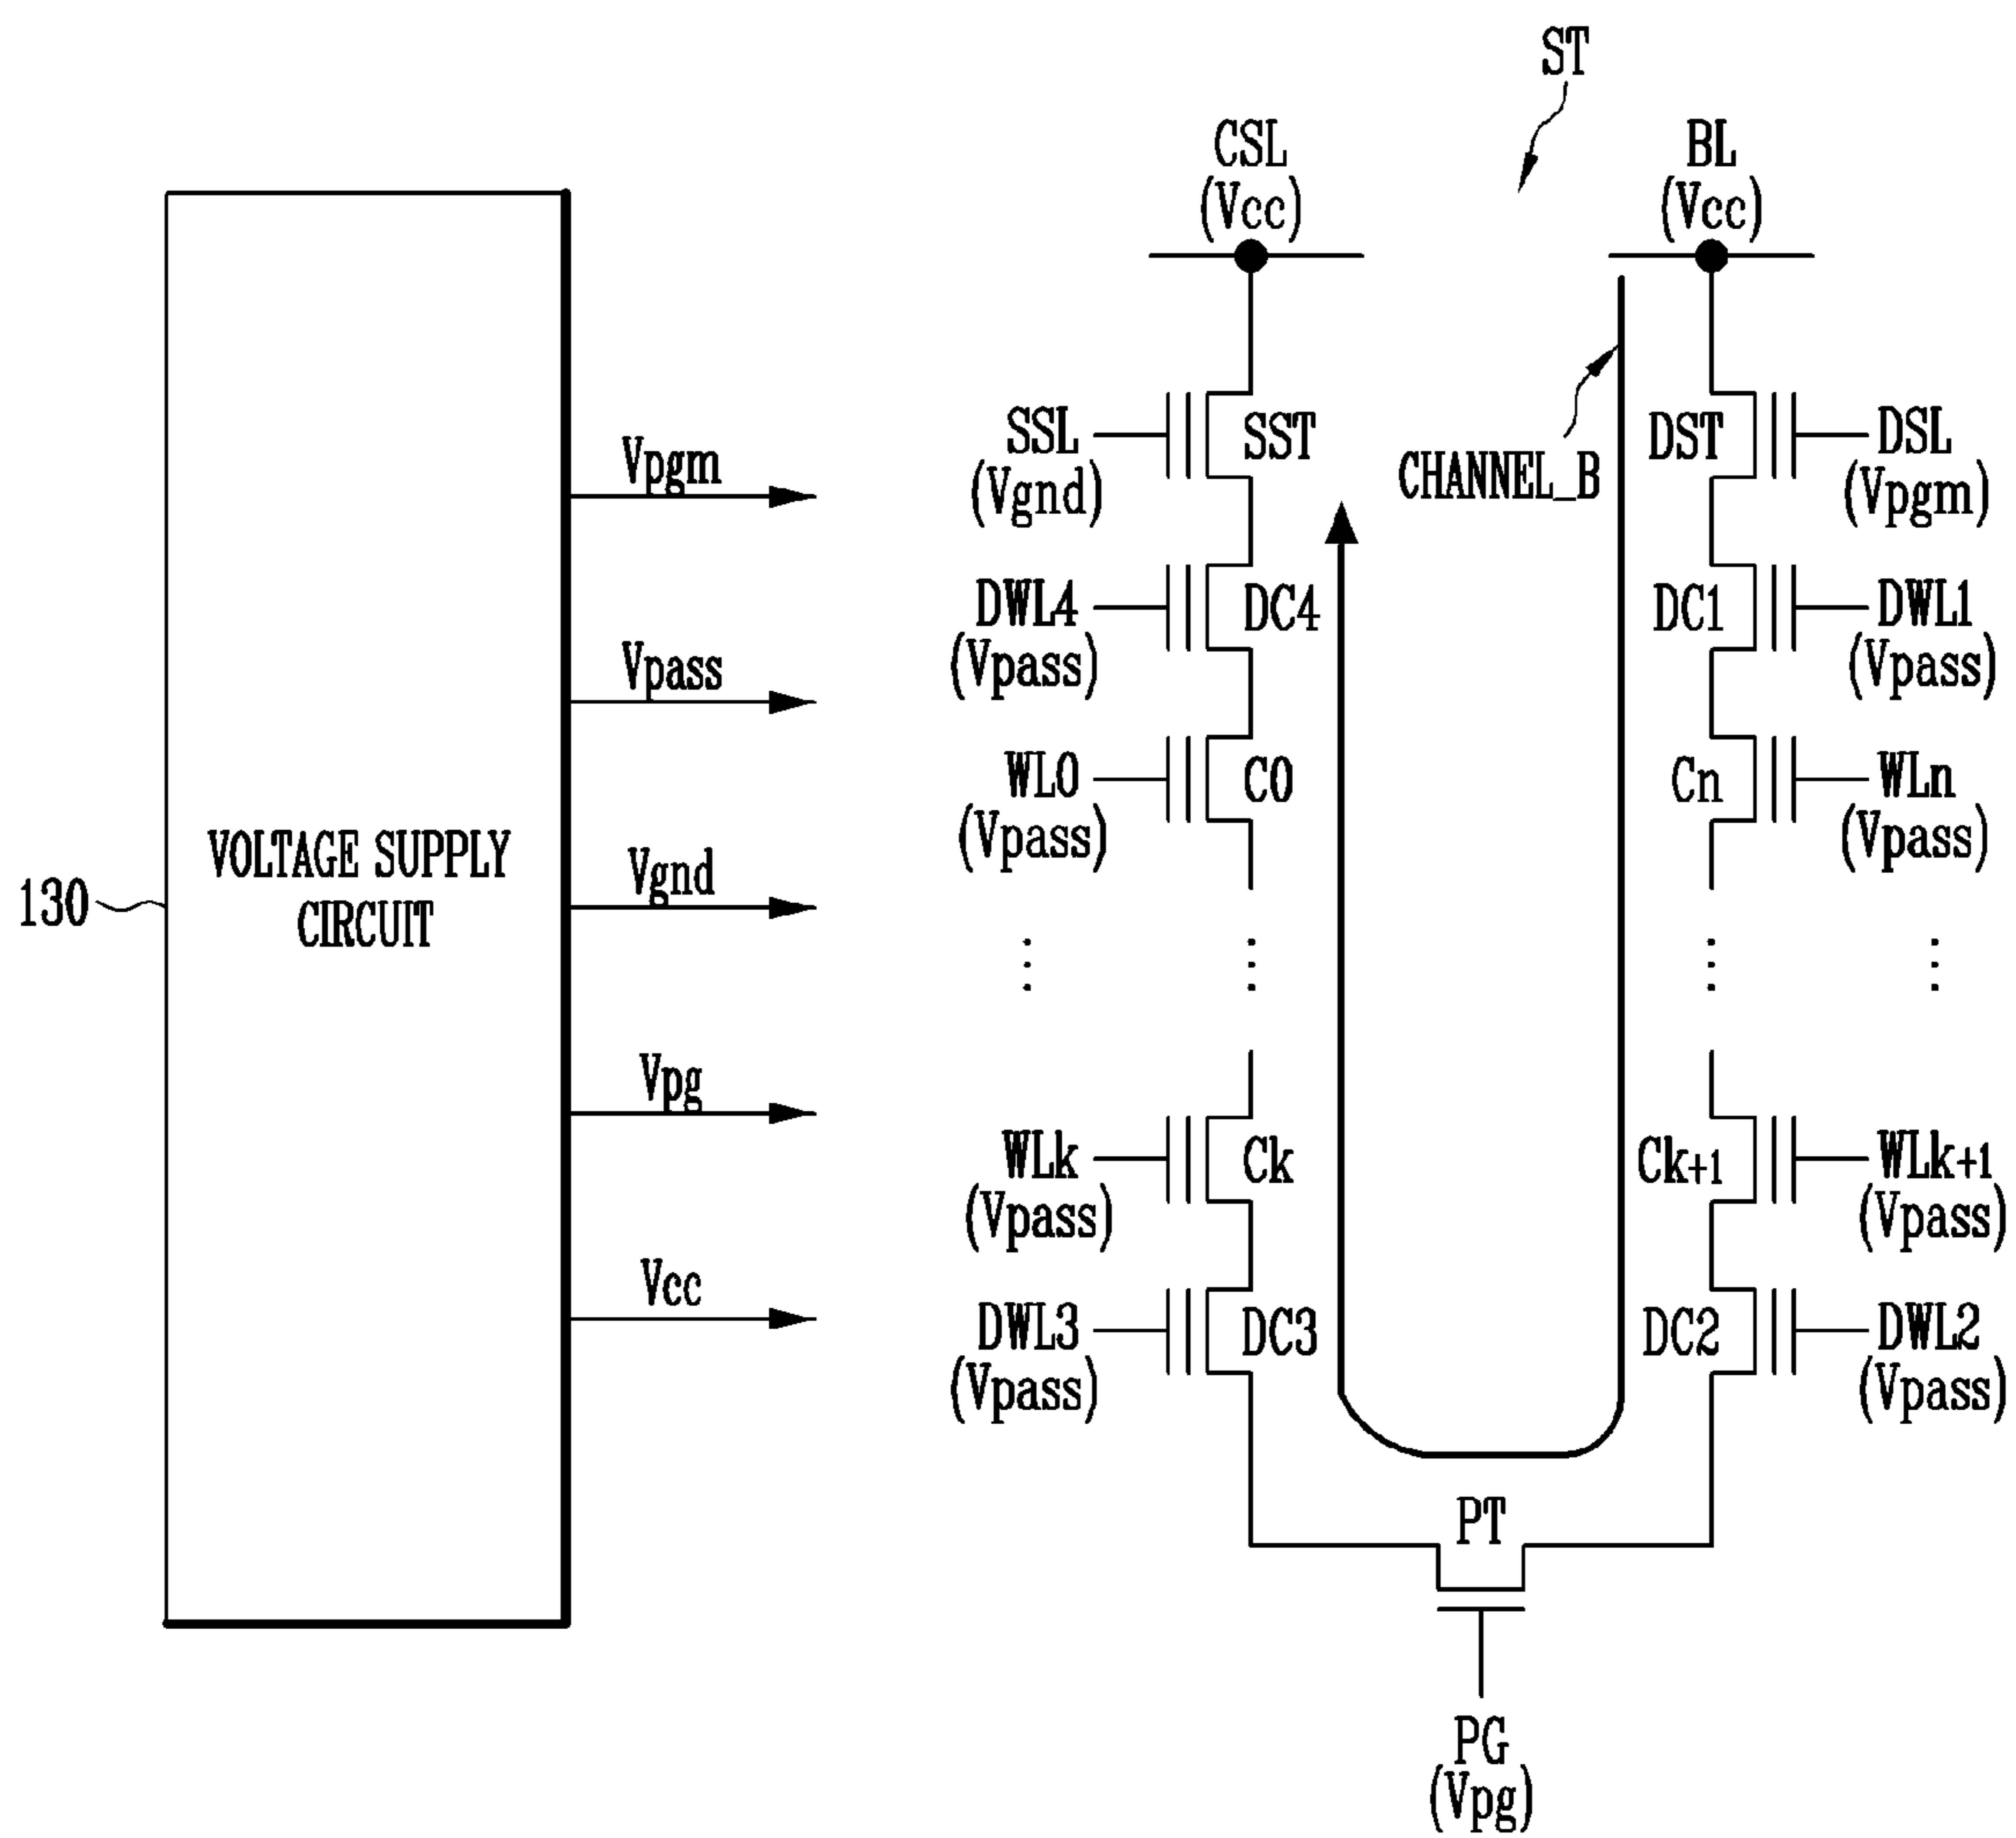 ST
CSL
(Vcc)
BL
(Vcc)
CHANNEL_B
130
VOLTAGE SUPPLY
CIRCUIT
Vpgm
Vpass
Vgnd
Vpg
Vcc
SSL
(Vgnd)
SST
DST
DSL
(Vpgm)
DWL4
(Vpass)
DC4
DC1
DWL1
(Vpass)
WL0
(Vpass)
C0
Cn
WLn
(Vpass)
WLk
(Vpass)
Ck
Ck+1
WLk+1
(Vpass)
DWL3
(Vpass)
DC3
DC2
DWL2
(Vpass)
PT
PG
(Vpg)